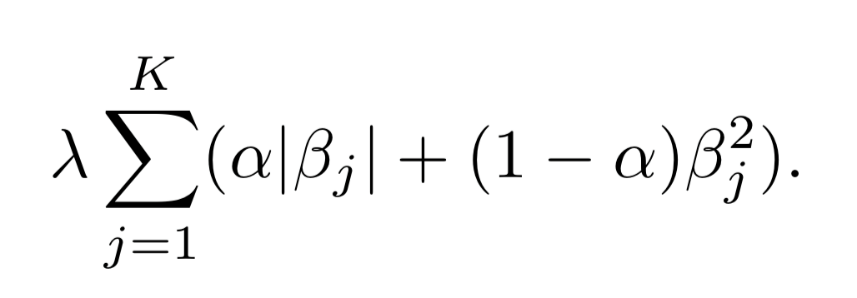 λ∑_{j=1}^{K}(α|β_j| + (1 − α)β_j^2).